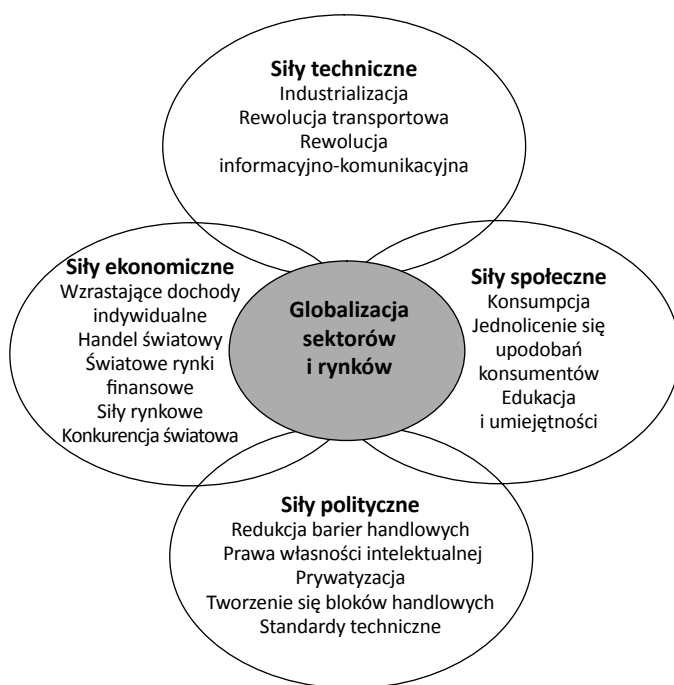 Siły techniczne
Industrializacja
Rewolucja transportowa
Rewolucja
informacyjno-komunikacyjna
Siły ekonomiczne
Wzrastające dochody
indywidualne
Handel światowy
Światowe rynki
finansowe
Siły rynkowe
Konkurencja światowa
Globalizacja
sektorów
i rynków
Siły społeczne
Konsumpcja
Jednolicenie się
upodobań
konsumentów
Edukacja
i umiejętności
Siły polityczne
Redukcja barier handlowych
Prawa własności intelektualnej
Prywatyzacja
Tworzenie się bloków handlowych
Standardy techniczne